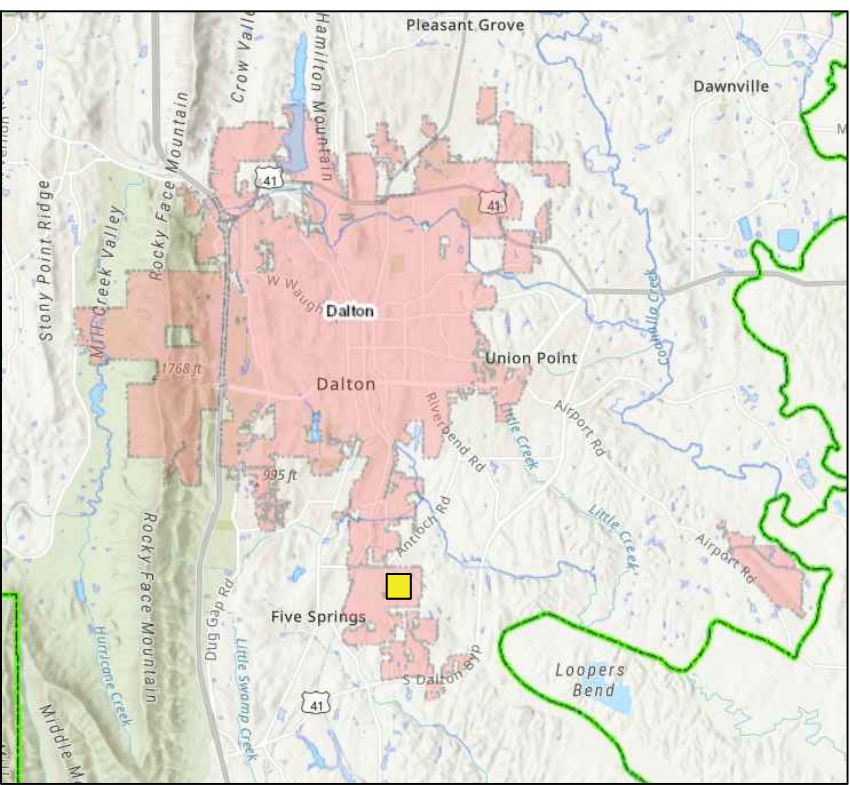 Pleasant Grove
Crow Valle
Hamilton Mountain
Dawnville
41
41
Stony Point Ridge
Rocky Face Mountain
Mill Creek Valley
W Waugh
Dalton
Coahulla Creek
Union Point
1768 ft
Dalton
Riverbend Rd
Airport Rd
ittle Creek
995 ft
Antioch Rd
Little Creek
Airport Rd
Rocky Face Mountain
Dug Gap Rd
Five Springs
Hurricane Creek
Little Swamp Creek
S Dalton Byp
Loopers
Bend
41
Middle M